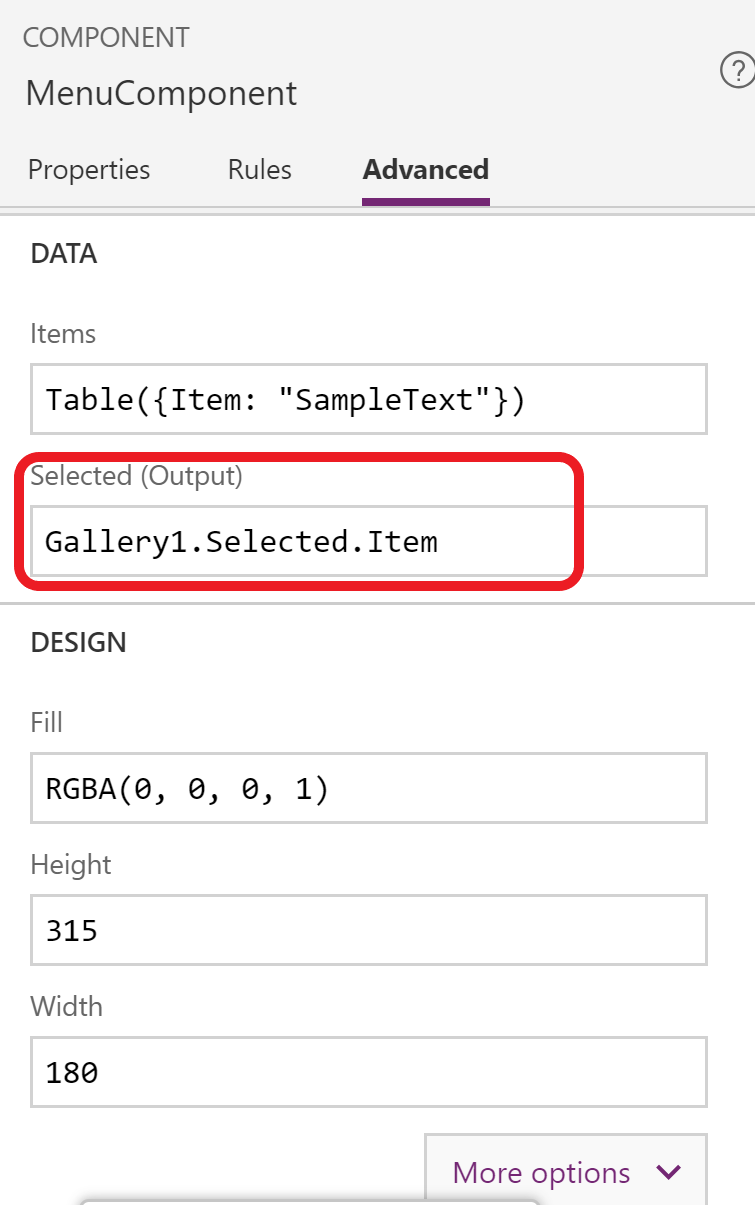 COMPONENT
?
MenuComponent
Properties Rules Advanced
DATA
Items
Table({Item: "SampleText"})
Selected (Output)
Gallery1.Selected.Item
DESIGN
Fill
RGBA(0, 0, 0, 1)
Height
315
Width
180
More options